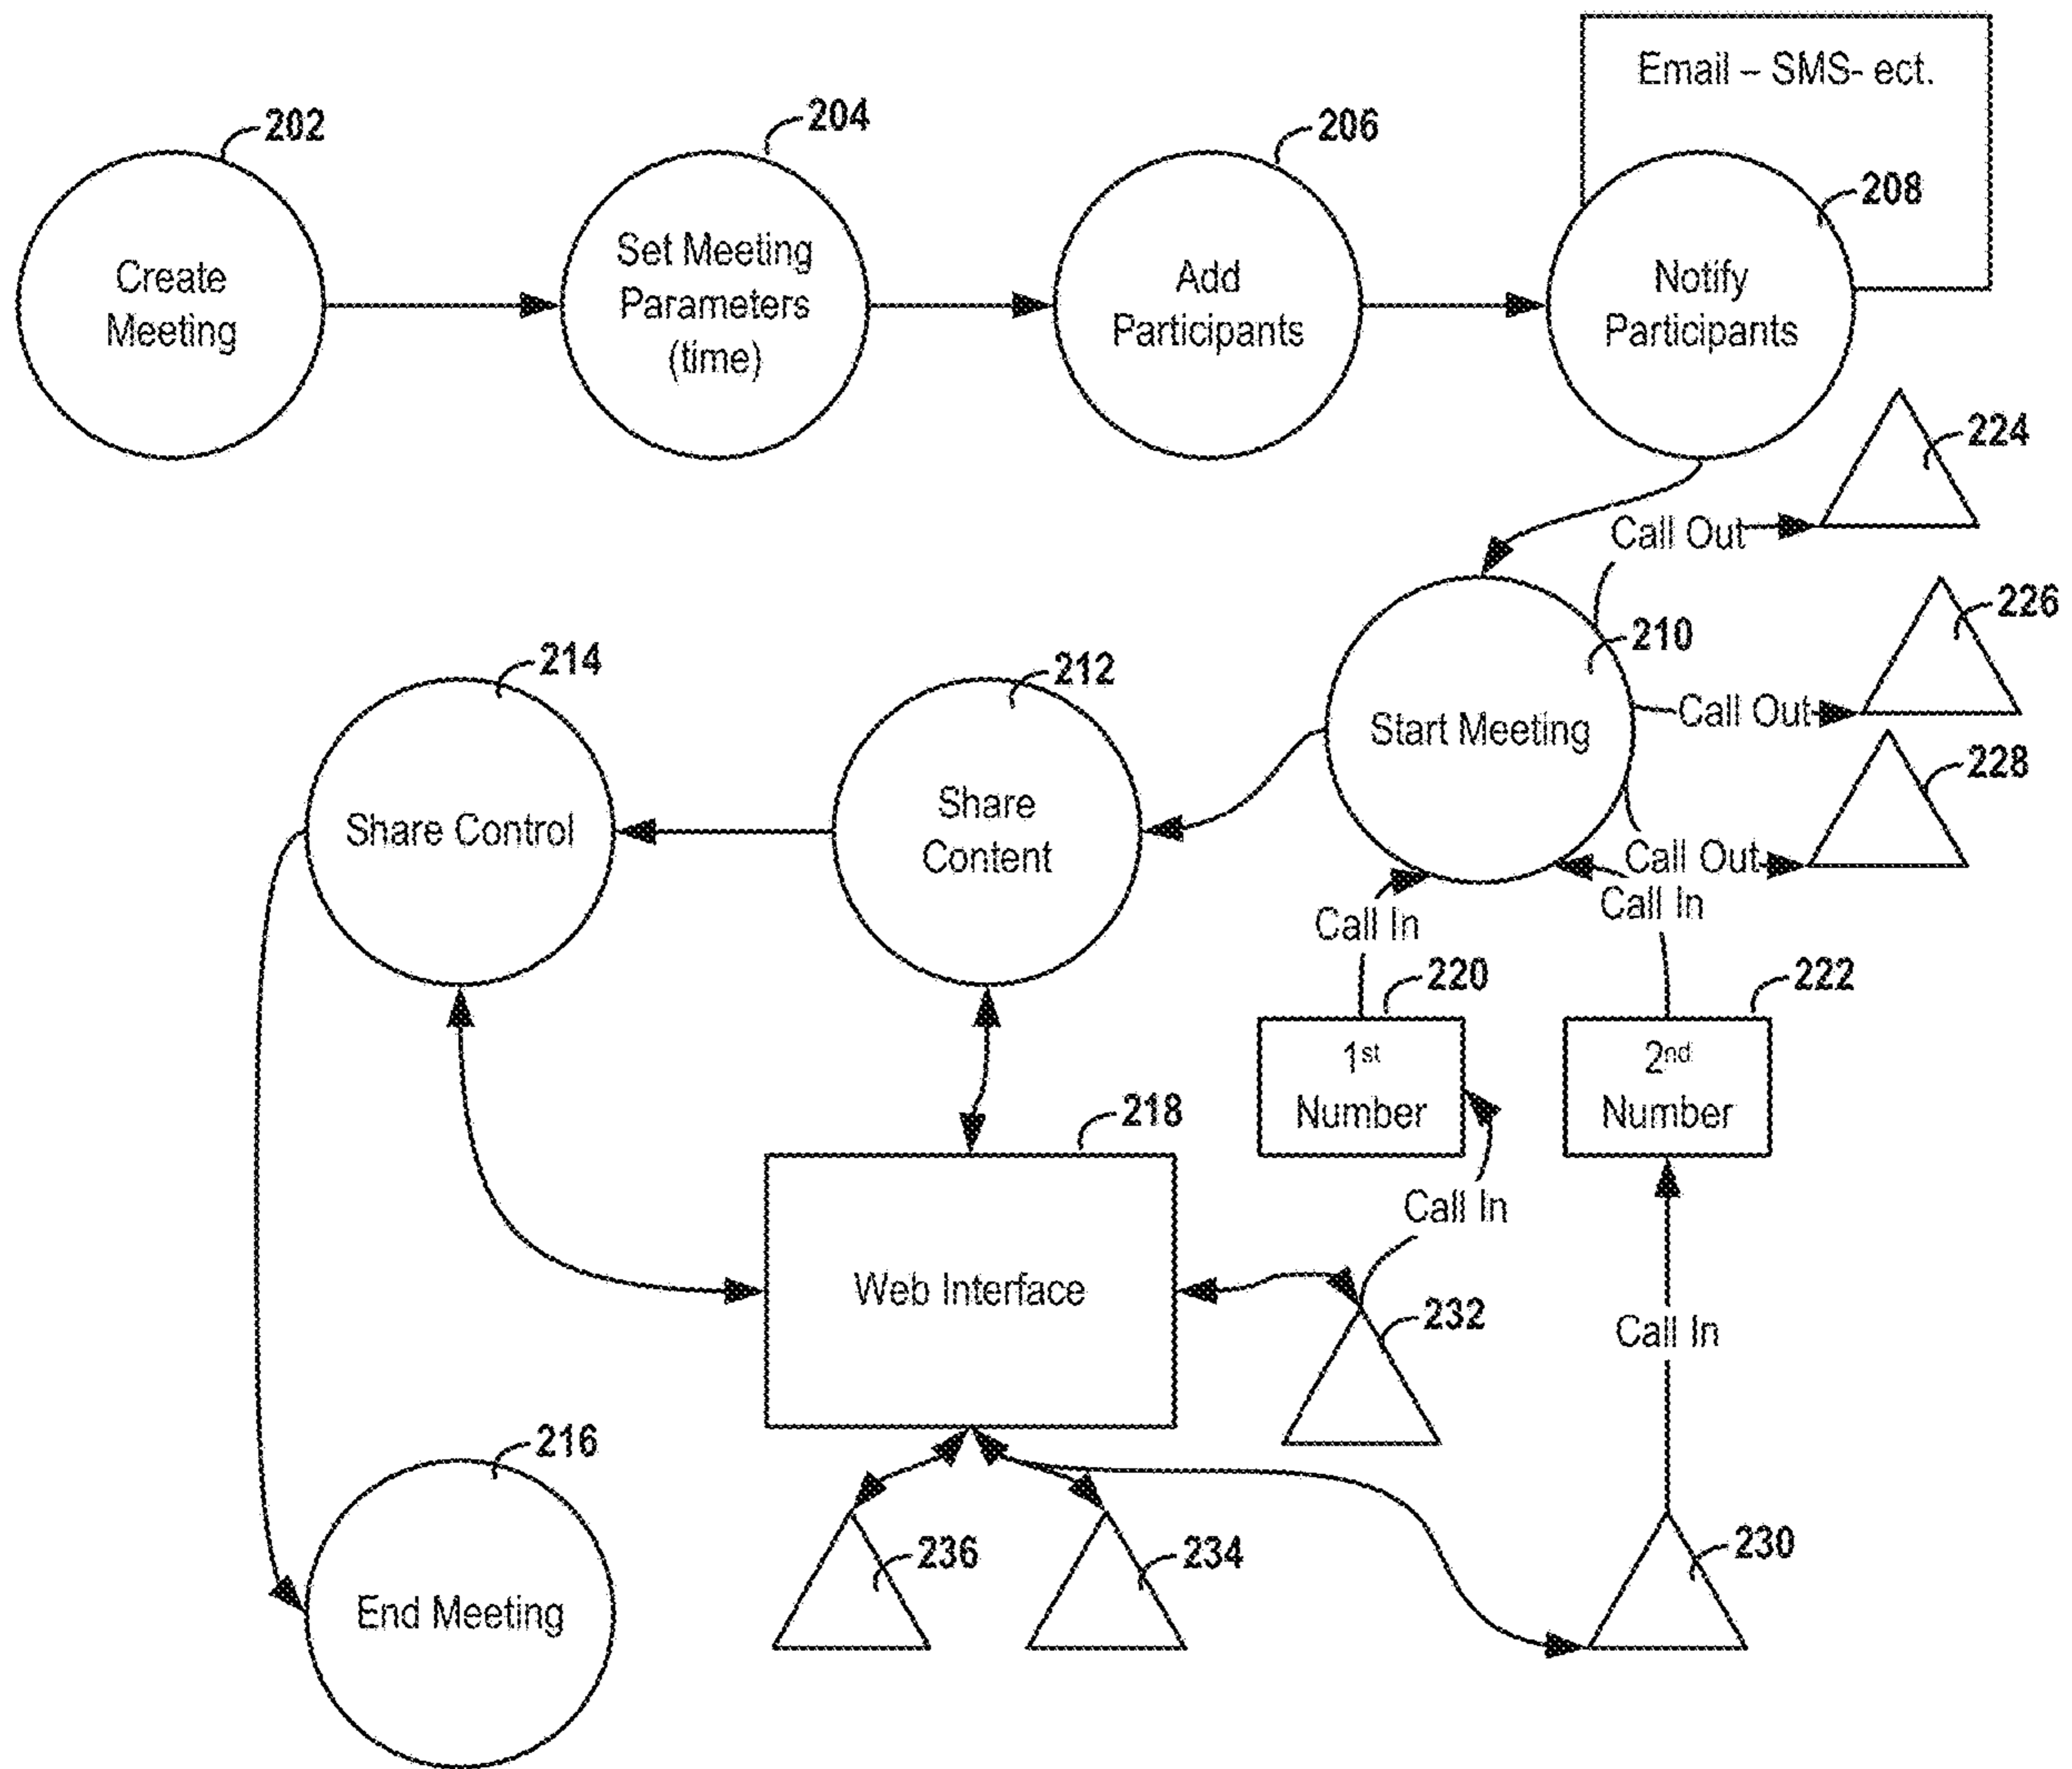 Email – SMS- ect.
202
204
206
208
Create
Meeting
Set Meeting
Parameters
(time)
Add
Participants
Notify
Participants
224
Call Out
226
210
Call Out
228
Start Meeting
214
212
Share Control
Share
Content
Call Out
Call In
Call In
220
222
1st
Number
2nd
Number
218
Call In
Web Interface
232
Call In
216
236
234
230
End Meeting